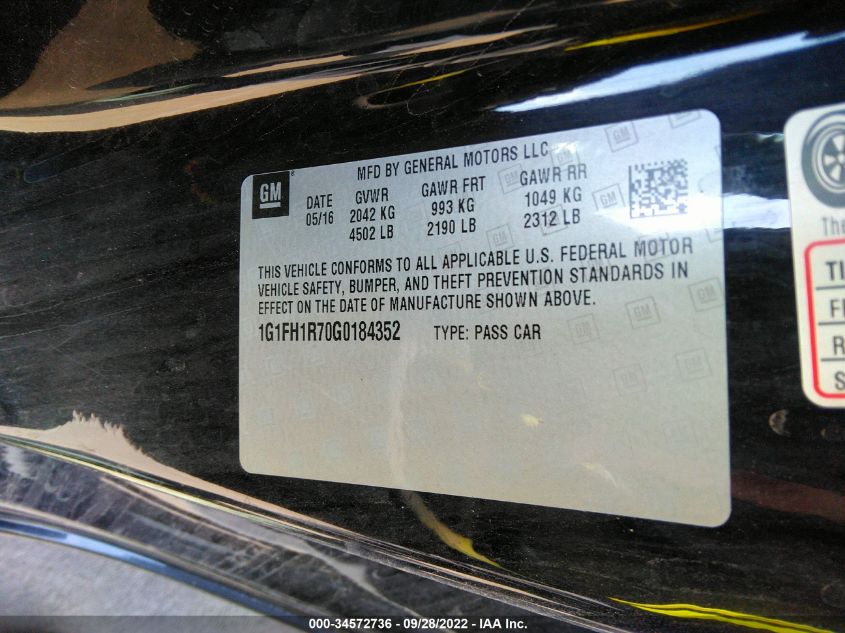 MFD BY GENERAL MOTORS LLC
GM
DATE GVWR GAWR FRT GAWR RR
05/16 2042 KG 993 KG 1049 KG
4502 LB 2190 LB 2312 LB
THIS VEHICLE CONFORMS TO ALL APPLICABLE U.S. FEDERAL MOTOR
VEHICLE SAFETY, BUMPER, AND THEFT PREVENTION STANDARDS IN
EFFECT ON THE DATE OF MANUFACTURE SHOWN ABOVE.
1G1FH1R70G0184352 TYPE: PASS CAR
The
000-34572736 - 09/28/2022 - IAA Inc.